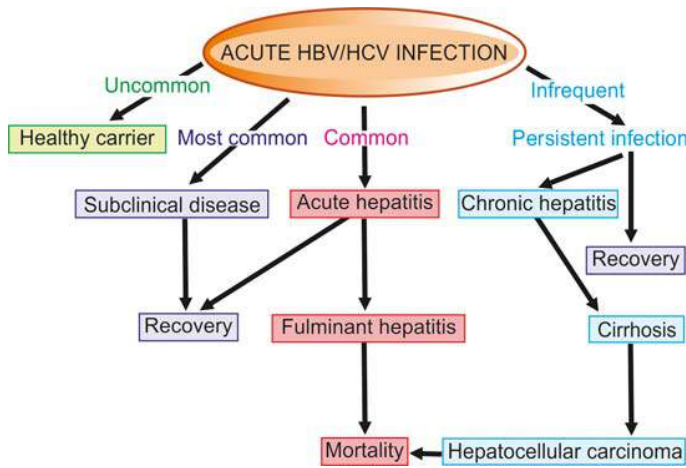 ACUTE HBV/HCV INFECTION
Uncommon
Infrequent
Healthy carrier
Most common
Common
Persistent infection
Subclinical disease
Acute hepatitis
Chronic hepatitis
Recovery
Recovery
Fulminant hepatitis
Cirrhosis
Mortality
Hepatocellular carcinoma